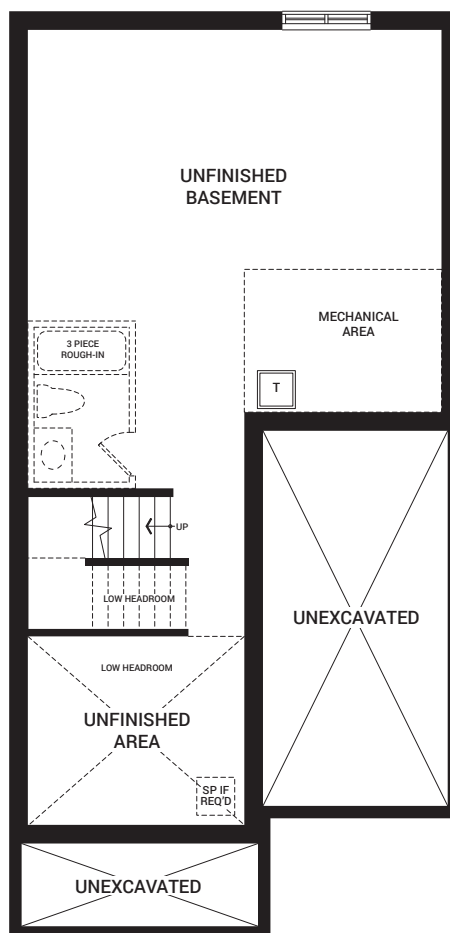 UNFINISHED
BASEMENT
MECHANICAL
AREA
3 PIECE
ROUGH-IN
T
UP
LOW HEADROOM
UNEXCAVATED
LOW HEADROOM
UNFINISHED
AREA
SP IF
REQ'D
UNEXCAVATED